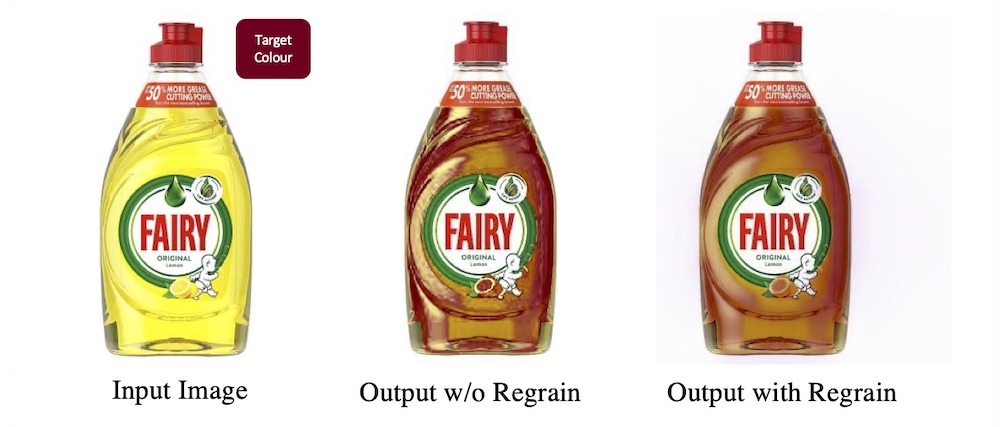 Target
Colour
50% MORE GREASE
CUTTING POWER
FAIRY
ORIGINAL
Lemon
50% MORE GREASE
CUTTING POWER
FAIRY
ORIGINAL
Lemon
50% MORE GREASE
CUTTING POWER
FAIRY
ORIGINAL
Lemon
Input Image
Output w/o Regrain
Output with Regrain